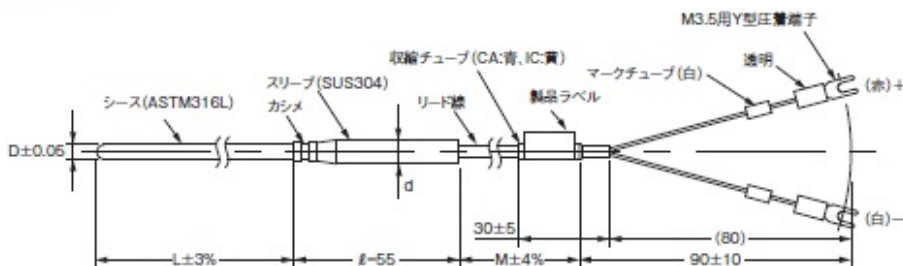 M3.5用Y型圧着端子
収縮チューブ(CA:青、IC:黄)
透明
スリーブ(SUS304)
マークチューブ(白)
(赤)+
シース(ASTM316L)
カシメ
リード線
製品ラベル
D±0.05
d
(白)−
30±5
(80)
L±3%
ℓ=55
M±4%
90±10